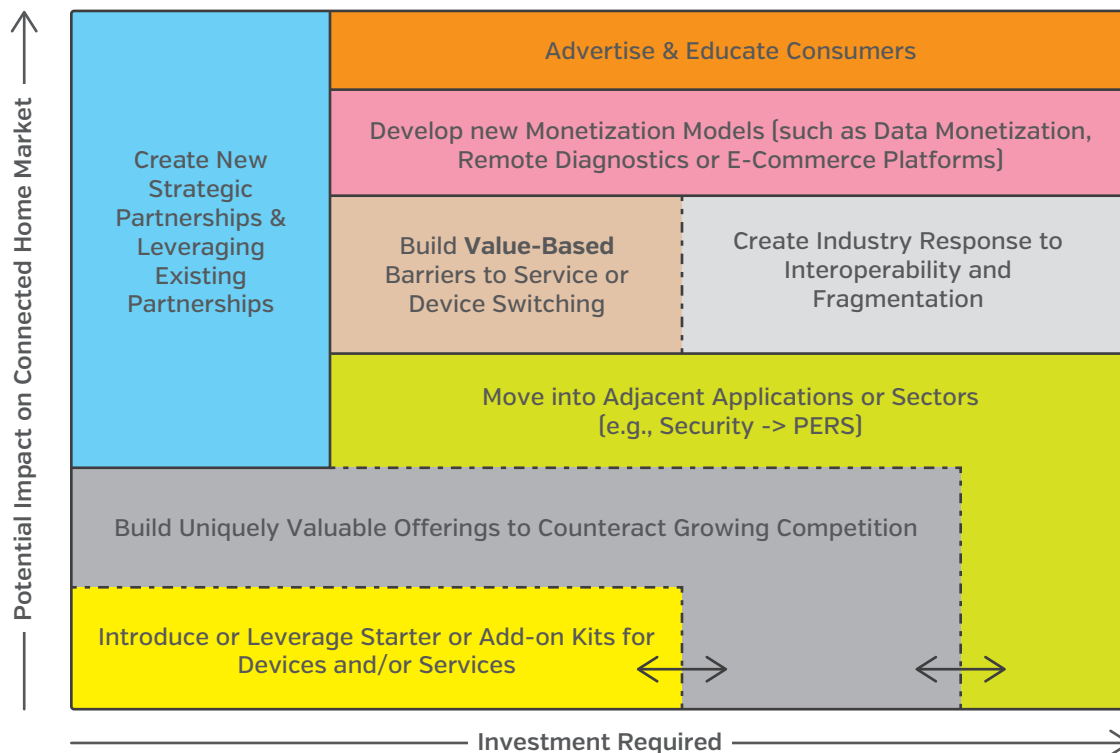 Potential Impact on Connected Home Market
Advertise & Educate Consumers
Develop new Monetization Models (such as Data Monetization,
Remote Diagnostics or E-Commerce Platforms)
Create New
Strategic
Partnerships &
Leveraging
Existing
Partnerships
Build Value-Based
Barriers to Service or
Device Switching
Create Industry Response to
Interoperability and
Fragmentation
Move into Adjacent Applications or Sectors
(e.g., Security -> PERS)
Build Uniquely Valuable Offerings to Counteract Growing Competition
Introduce or Leverage Starter or Add-on Kits for
Devices and/or Services
Investment Required